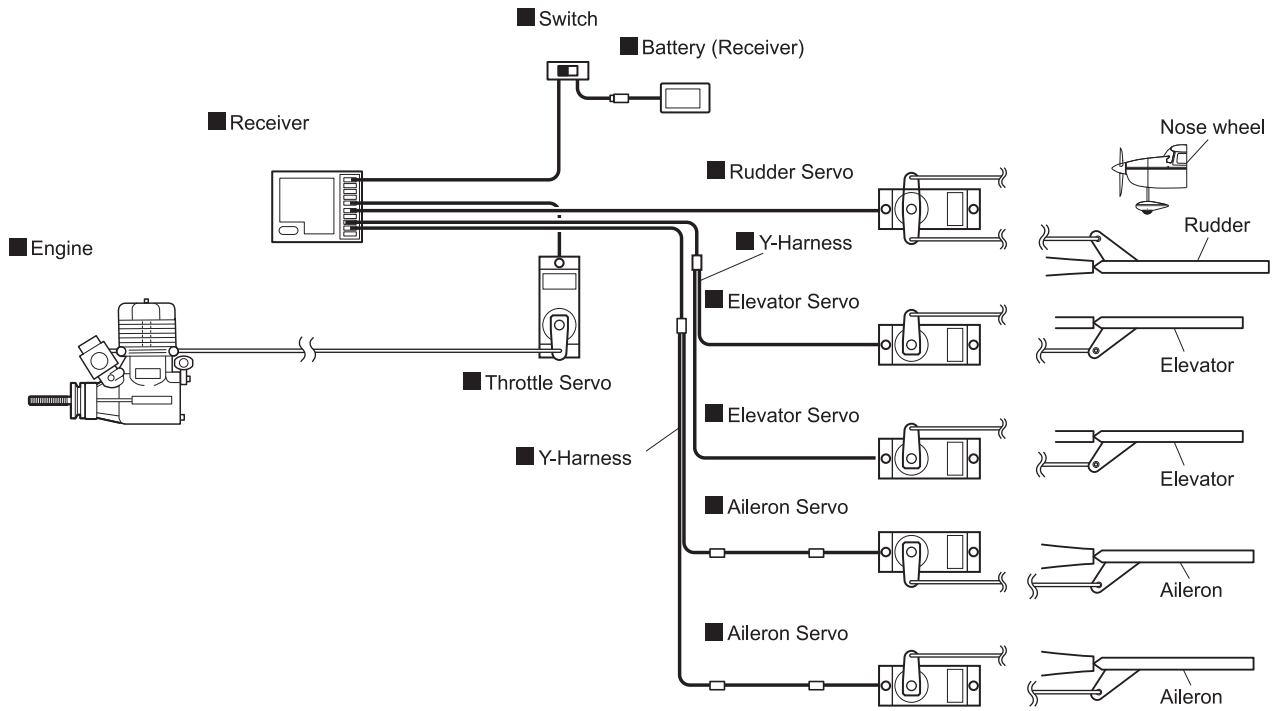 Switch
Battery (Receiver)
Receiver
Nose wheel
Rudder Servo
Rudder
Engine
Y-Harness
Elevator Servo
Elevator
Throttle Servo
Elevator Servo
Y-Harness
Elevator
Aileron Servo
Aileron
Aileron Servo
Aileron